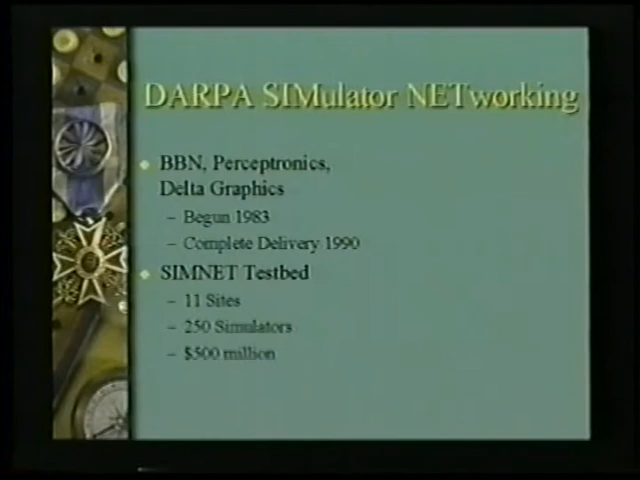 DARPA SIMulator NETworking
BBN, Perceptronics,
Delta Graphics
– Begun 1983
– Complete Delivery 1990
SIMNET Testbed
– 11 Sites
– 250 Simulators
– $500 million